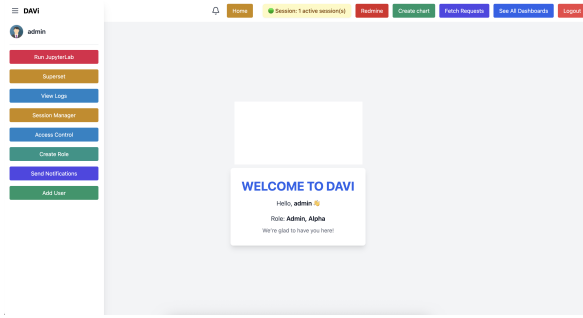 DAVi
Home
Session: 1 active session(s)
Redmine
Create chart
Fetch Requests
See All Dashboards
Logout
admin
Run JupyterLab
Superset
View Logs
Session Manager
Access Control
Create Role
Send Notifications
Add User
WELCOME TO DAVI
Hello, admin 👋
Role: Admin, Alpha
We're glad to have you here!